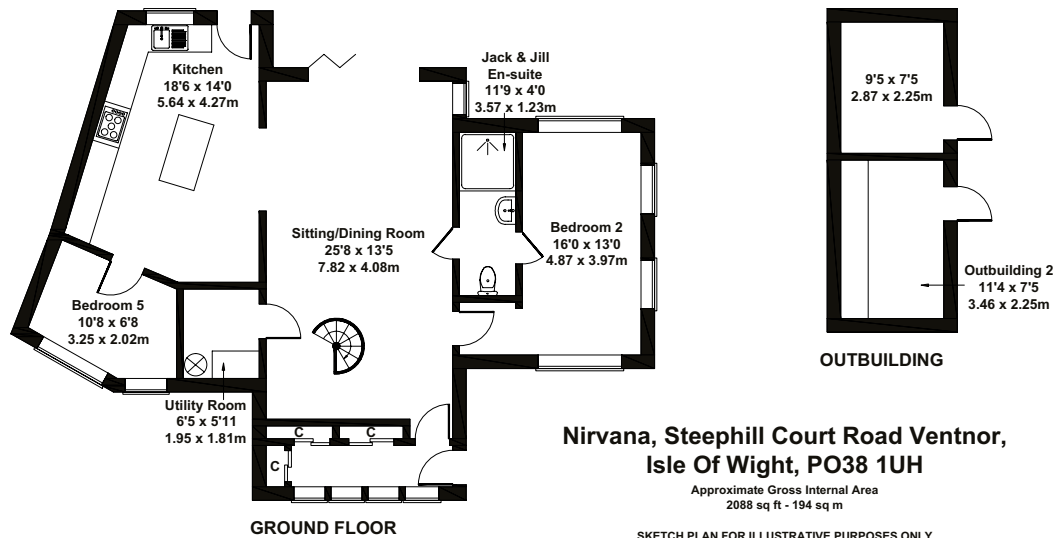 Kitchen
18'6 x 14'0
5.64 x 4.27m
Jack & Jill
En-suite
11'9 x 4'0
3.57 x 1.23m
9'5 x 7'5
2.87 x 2.25m
Sitting/Dining Room
25'8 x 13'5
7.82 x 4.08m
Bedroom 2
16'0 x 13'0
4.87 x 3.97m
Bedroom 5
10'8 x 6'8
3.25 x 2.02m
Outbuilding 2
11'4 x 7'5
3.46 x 2.25m
OUTBUILDING
Utility Room
6'5 x 5'11
1.95 x 1.81m
C
C
C
GROUND FLOOR
Nirvana, Steephill Court Road Ventnor,
Isle Of Wight, PO38 1UH
Approximate Gross Internal Area
2088 sq ft - 194 sq m
SKETCH PLAN FOR ILLUSTRATIVE PURPOSES ONLY